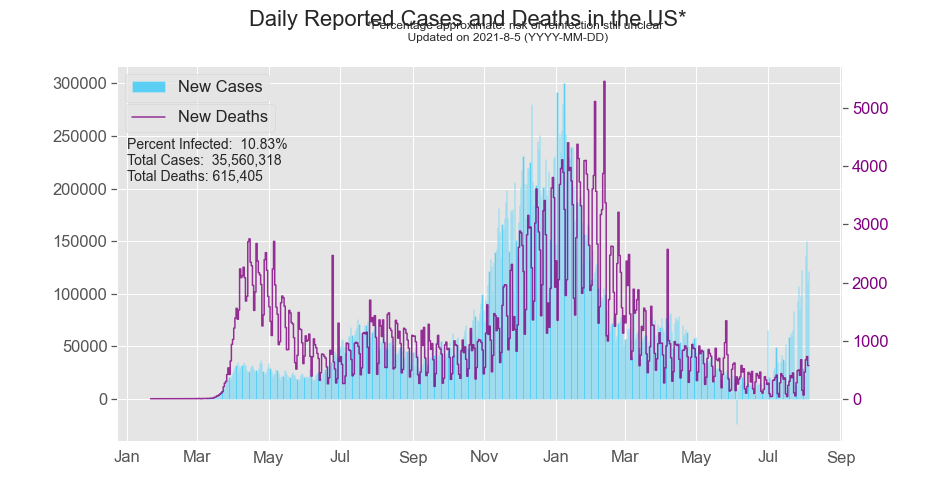 Daily Reported Cases and Deaths in the US*
*Percentage approximate: risk of reinfection still unclear
Updated on 2021-8-5 (YYYY-MM-DD)
New Cases
New Deaths
Percent Infected: 10.83%
Total Cases: 35,560,318
Total Deaths: 615,405
300000
250000
200000
150000
100000
50000
0
5000
4000
3000
2000
1000
0
Jan Mar May Jul Sep Nov Jan Mar May Jul Sep